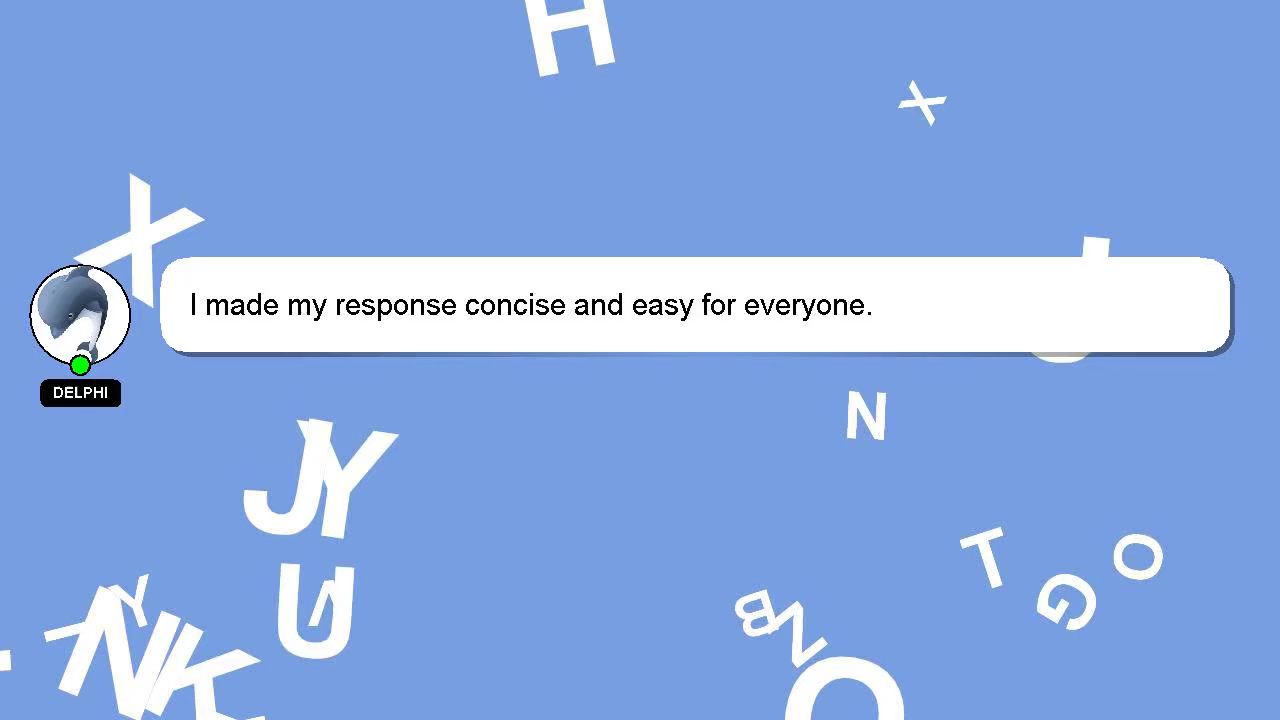 H
X
X
I made my response concise and easy for everyone.
DELPHI
N
J
Y
T
O
U
G
Y
B
N
N
K
O